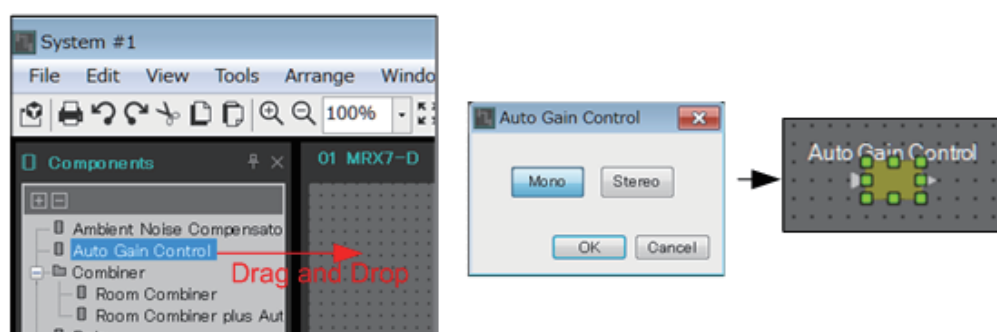 System #1
File Edit View Tools Arrange Windo
100%
Components
01 MRX7-D
Ambient Noise Compensato
Auto Gain Control
Drag and Drop
Combiner
Room Combiner
Room Combiner plus Aut
Auto Gain Control
Mono Stereo
OK Cancel
Auto Gain Control